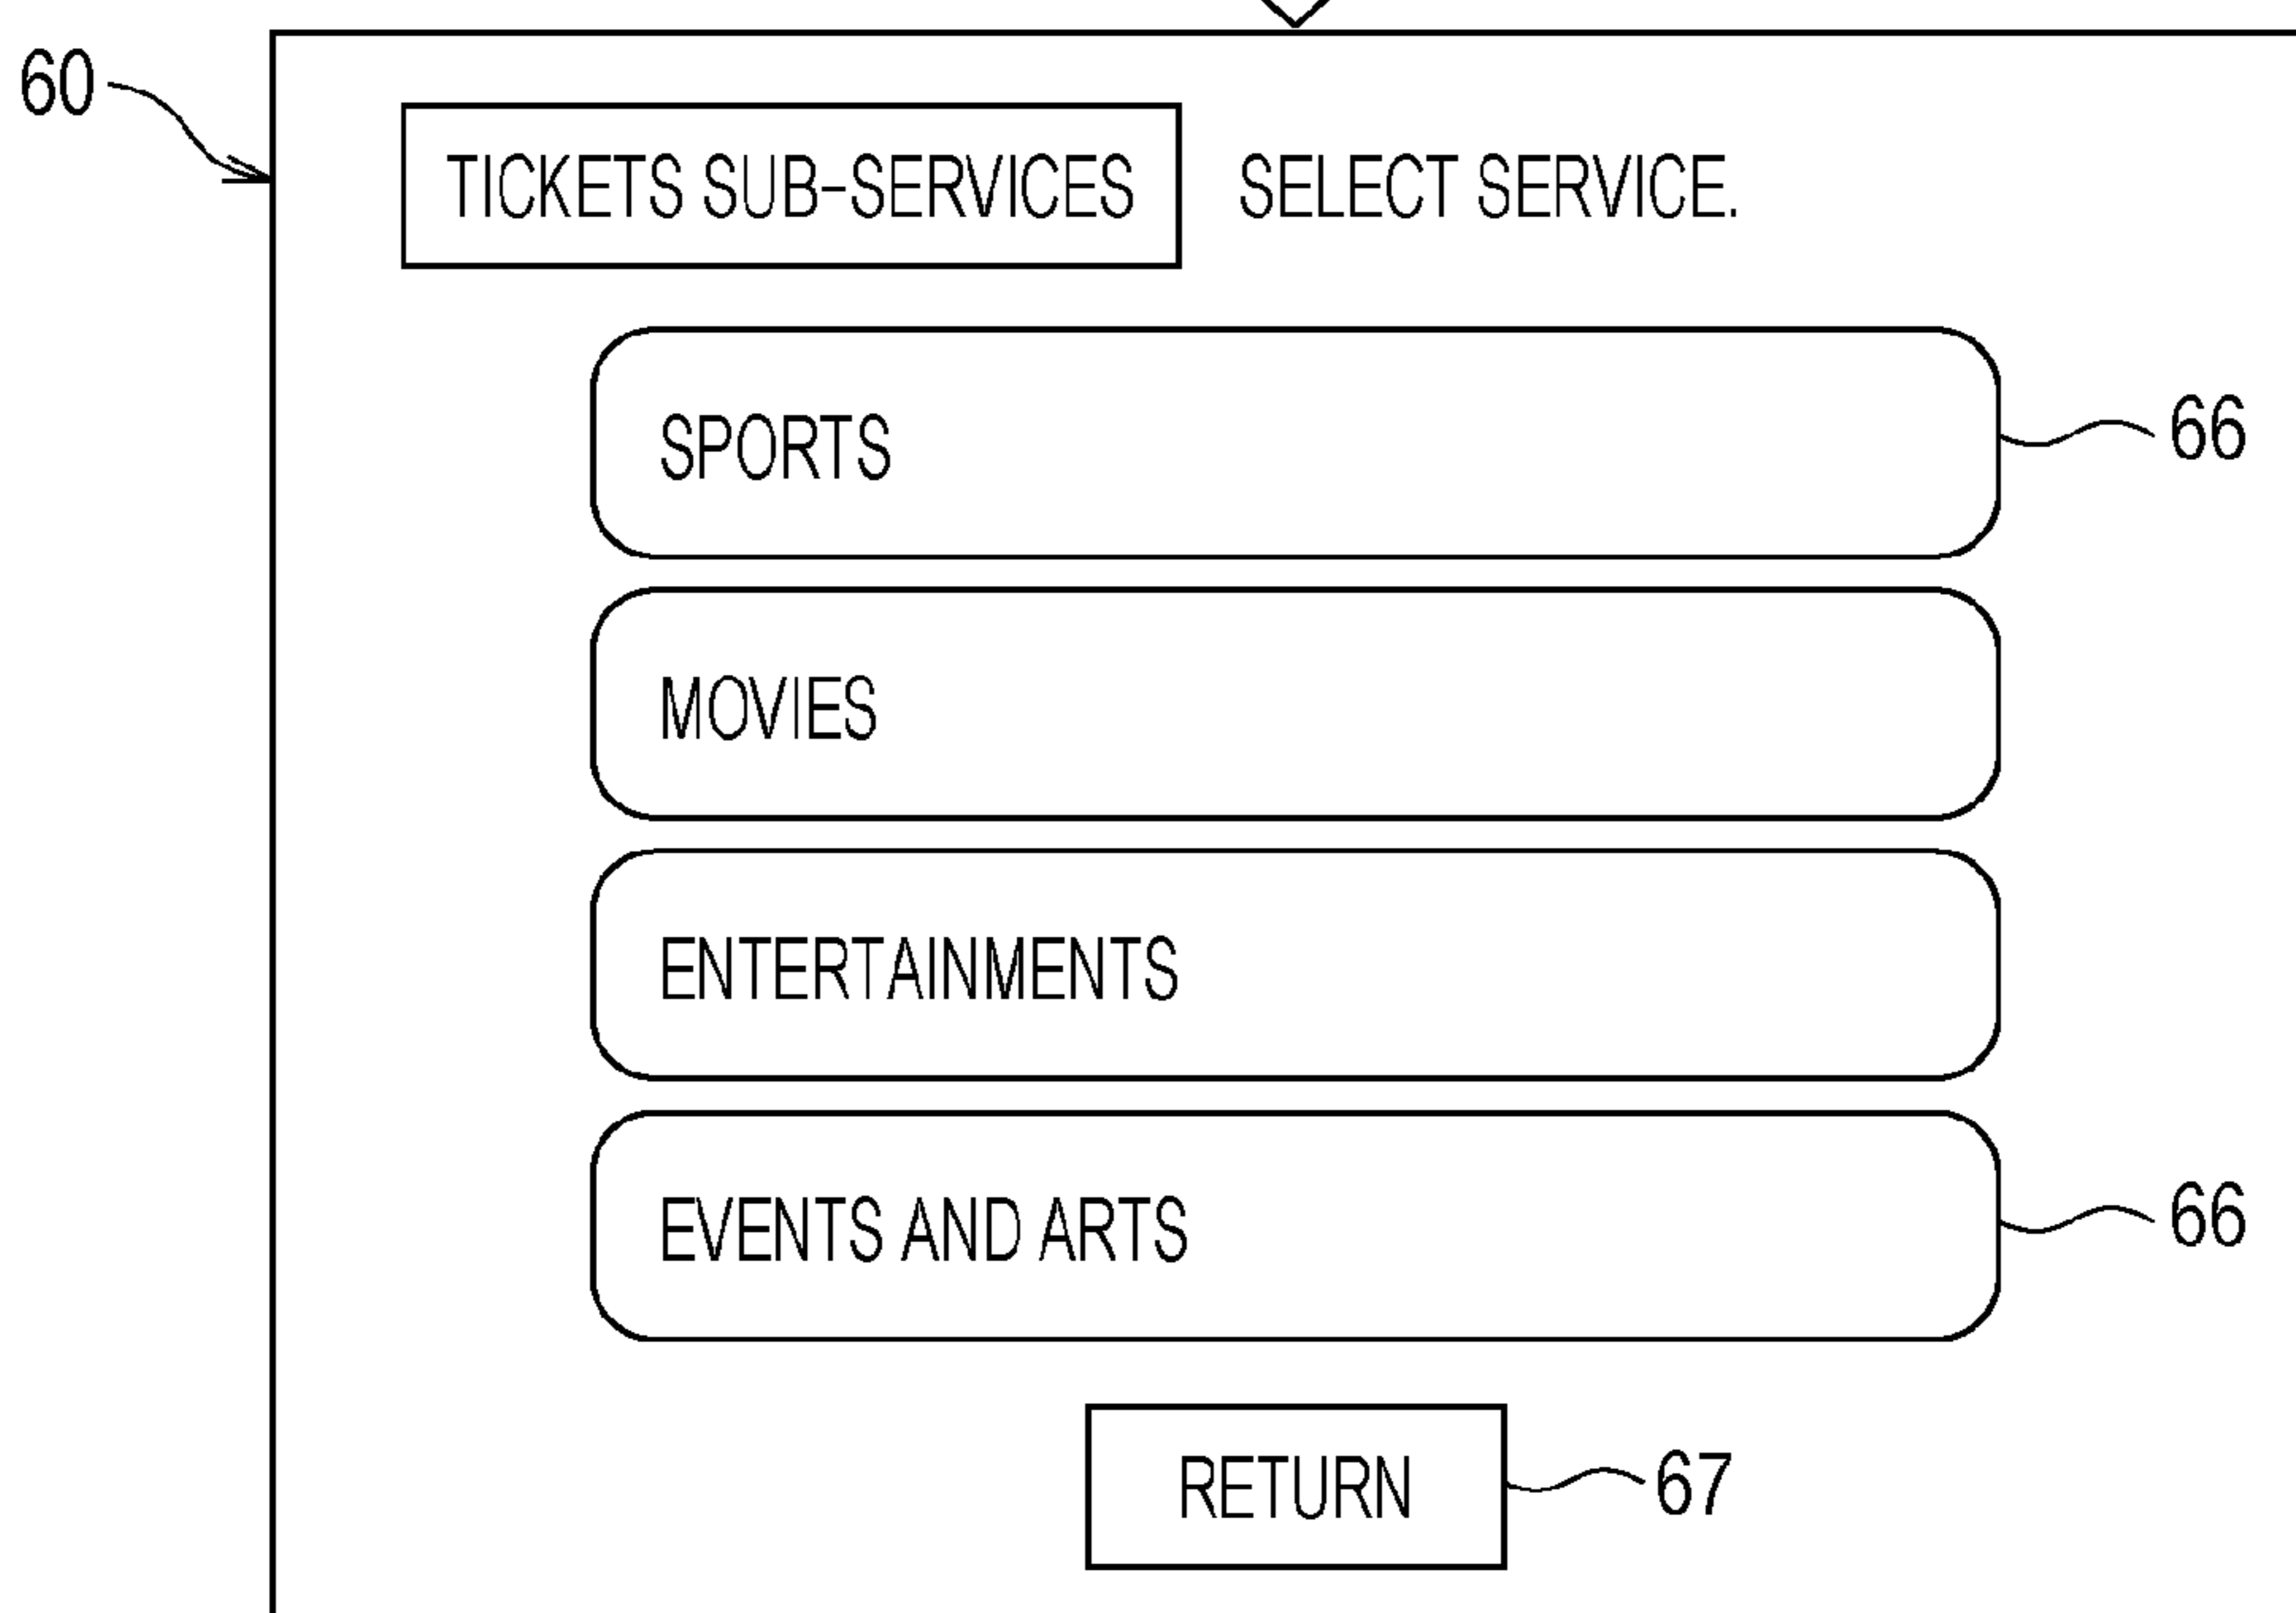 60
TICKETS SUB-SERVICES SELECT SERVICE.
SPORTS 66
MOVIES
ENTERTAINMENTS
EVENTS AND ARTS 66
RETURN 67